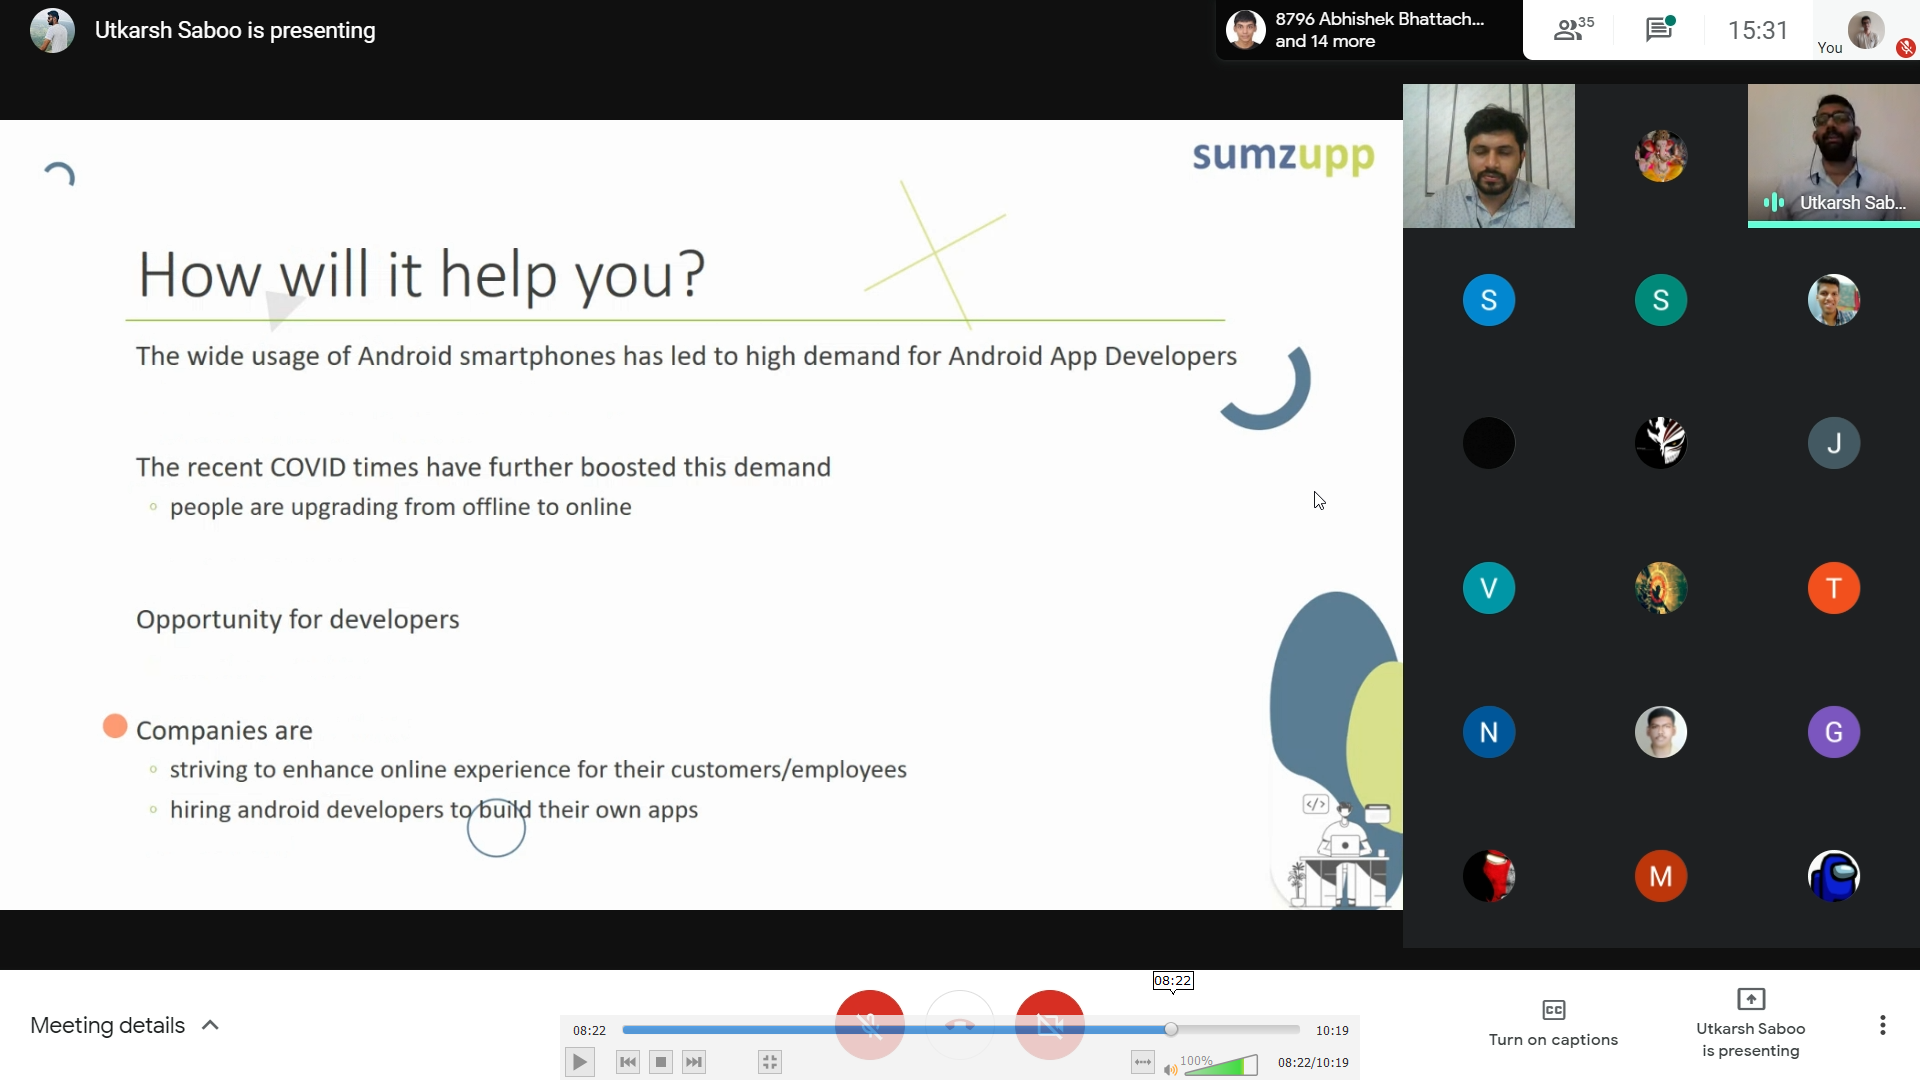 Utkarsh Saboo is presenting
8796 Abhishek Bhattach...
and 14 more
35
15:31
You
sumzupp
Utkarsh Sab...
How will it help you?
The wide usage of Android smartphones has led to high demand for Android App Developers
The recent COVID times have further boosted this demand
people are upgrading from offline to online
Opportunity for developers
Companies are
striving to enhance online experience for their customers/employees
hiring android developers to build their own apps
</>
S
S
J
V
T
N
G
M
08:22
Meeting details
08:22
10:19
100%
08:22/10:19
CC
Turn on captions
Utkarsh Saboo
is presenting